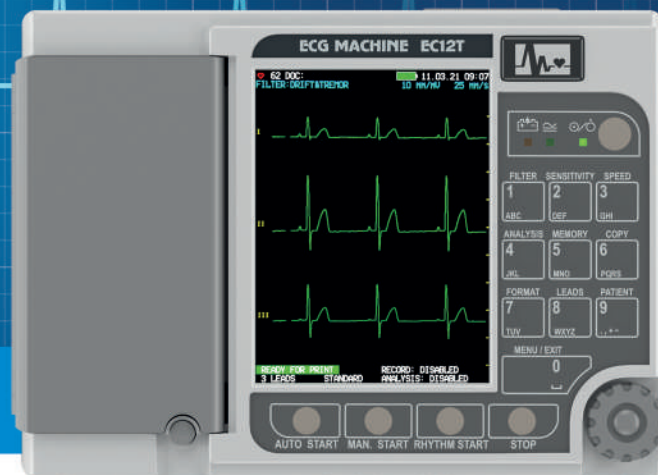 ECG MACHINE EC12T
62 DOC: 11.03.21 09:07
FILTER:DRIFT&TREMOR 10 MM/MV 25 MM/S
I
II
III
READY FOR PRINT RECORD: DISABLED
3 LEADS STANDARD ANALYSIS: DISABLED
FILTER SENSITIVITY SPEED
1 2 3
ABC DEF GHI
ANALYSIS MEMORY COPY
4 5 6
JKL MNO PQRS
FORMAT LEADS PATIENT
7 8 9
TUV WXYZ .,+-
MENU / EXIT
0
AUTO START MAN. START RHYTHM START STOP